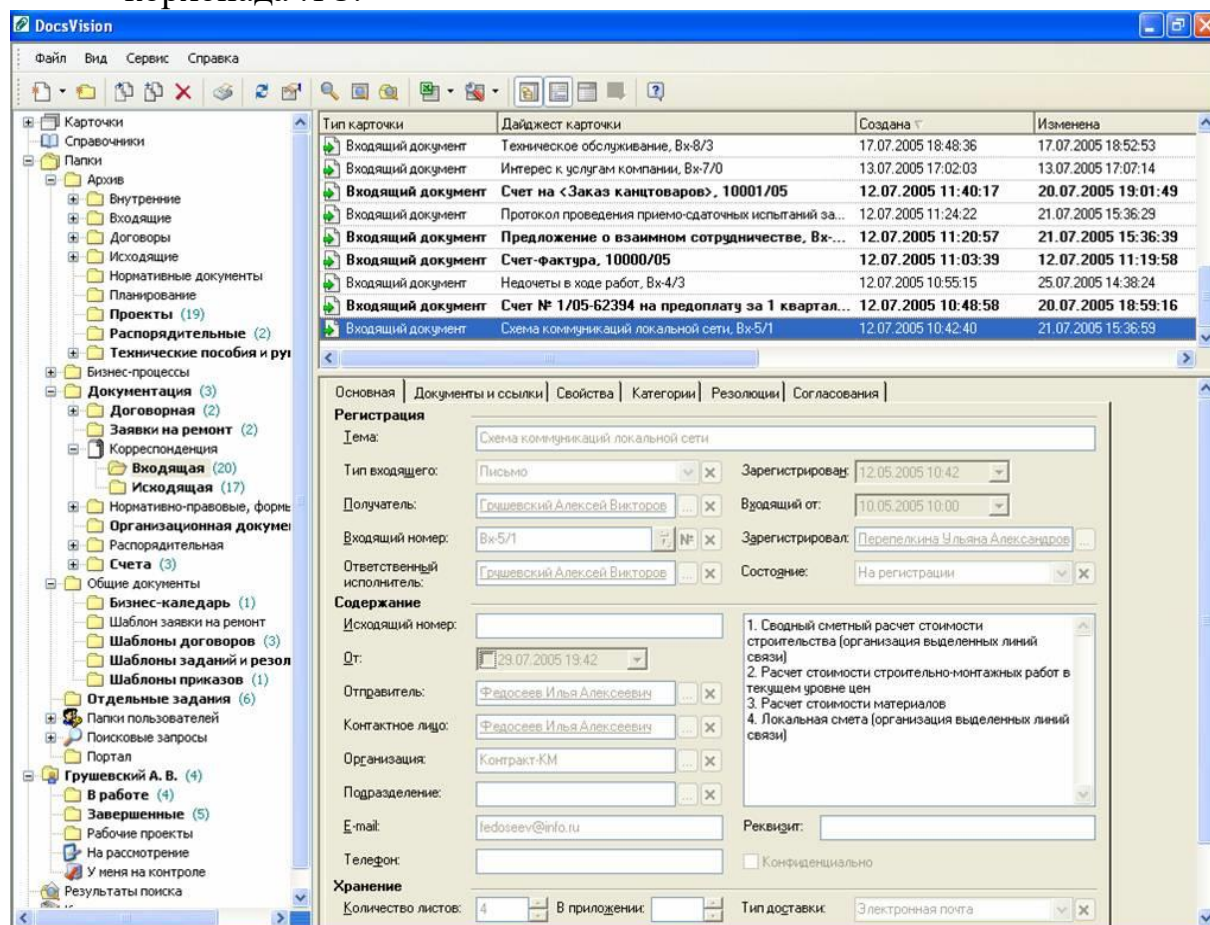 DocsVision
Файл Вид Сервис Справка
Карточки
Справочники
Папки
Архив
Внутренние
Входящие
Договоры
Исходящие
Нормативные документы
Планирование
Проекты (19)
Распорядительные (2)
Технические пособия и
Бизнес-процессы
Документация (3)
Договорная (2)
Заявки на ремонт (2)
Корреспонденция
Входящая (20)
Исходящая (17)
Нормативно-правовые,
Организационная
Распорядительная
Счета (3)
Общие документы
Бизнес-каледарь (1)
Шаблон заявки на ремонт
Шаблоны договоров (3)
Шаблоны заданий и
Шаблоны приказов (1)
Отдельные задания (6)
Папки пользователей
Поисковые запросы
Портал
Грушевский А. В. (4)
В работе (4)
Завершенные (5)
Рабочие проекты
На рассмотрение
У меня на контроле
Результаты поиска
Тип карточки Дайджест карточки Создана Изменена
Входящий документ Техническое обслуживание, Вх-8/3 17.07.2005 18:48:36 17.07.2005 18:52:53
Входящий документ Интерес к услугам компании, Вх-7/0 13.07.2005 17:02:03 13.07.2005 17:07:14
Входящий документ Счет на <Заказ канцтоваров>, 10001/05 12.07.2005 11:40:17 20.07.2005 19:01:49
Входящий документ Протокол проведения приемо-сдаточных испытаний за... 12.07.2005 11:24:22 21.07.2005 15:36:29
Входящий документ Предложение о взаимном сотрудничестве, Вх-... 12.07.2005 11:20:57 21.07.2005 15:36:39
Входящий документ Счет-фактура, 10000/05 12.07.2005 11:03:39 12.07.2005 11:19:58
Входящий документ Недочеты в ходе работ, Вх-4/3 12.07.2005 10:55:15 25.07.2005 14:38:24
Входящий документ Счет № 1/05-62394 на предоплату за 1 квартал... 12.07.2005 10:48:58 20.07.2005 18:59:16
Входящий документ Схема коммуникаций локальной сети, Вх-5/1 12.07.2005 10:42:40 21.07.2005 15:36:59
Основная Документы и ссылки Свойства Категории Резолюции Согласования
Регистрация
Тема: Схема коммуникаций локальной сети
Тип входящего: Письмо Зарегистрирован: 12.05.2005 10:42
Получатель: Грушевский Алексей Викторов ... Входящий от: 10.05.2005 10:00
Входящий номер: Вх-5/1 № Зарегистрировал: Перепелкина Ульяна Александров ...
Ответственный
исполнитель: Грушевский Алексей Викторов ... Состояние: На регистрации
Содержание
Исходящий номер:
От: 29.07.2005 19:42
Отправитель: Федосеев Илья Алексеевич ...
Контактное лицо: Федосеев Илья Алексеевич ...
Организация: Контракт-КМ ...
Подразделение: ...
E-mail: fedoseev@info.ru
Телефон:
1. Сводный сметный расчет стоимости
строительства (организация выделенных линий
связи)
2. Расчет стоимости строительно-монтажных работ в
текущем уровне цен
3. Расчет стоимости материалов
4. Локальная смета (организация выделенных линий
связи)
Реквизит:
Конфиденциально
Хранение
Количество листов: 4 В приложении: Тип доставки: Электронная почта